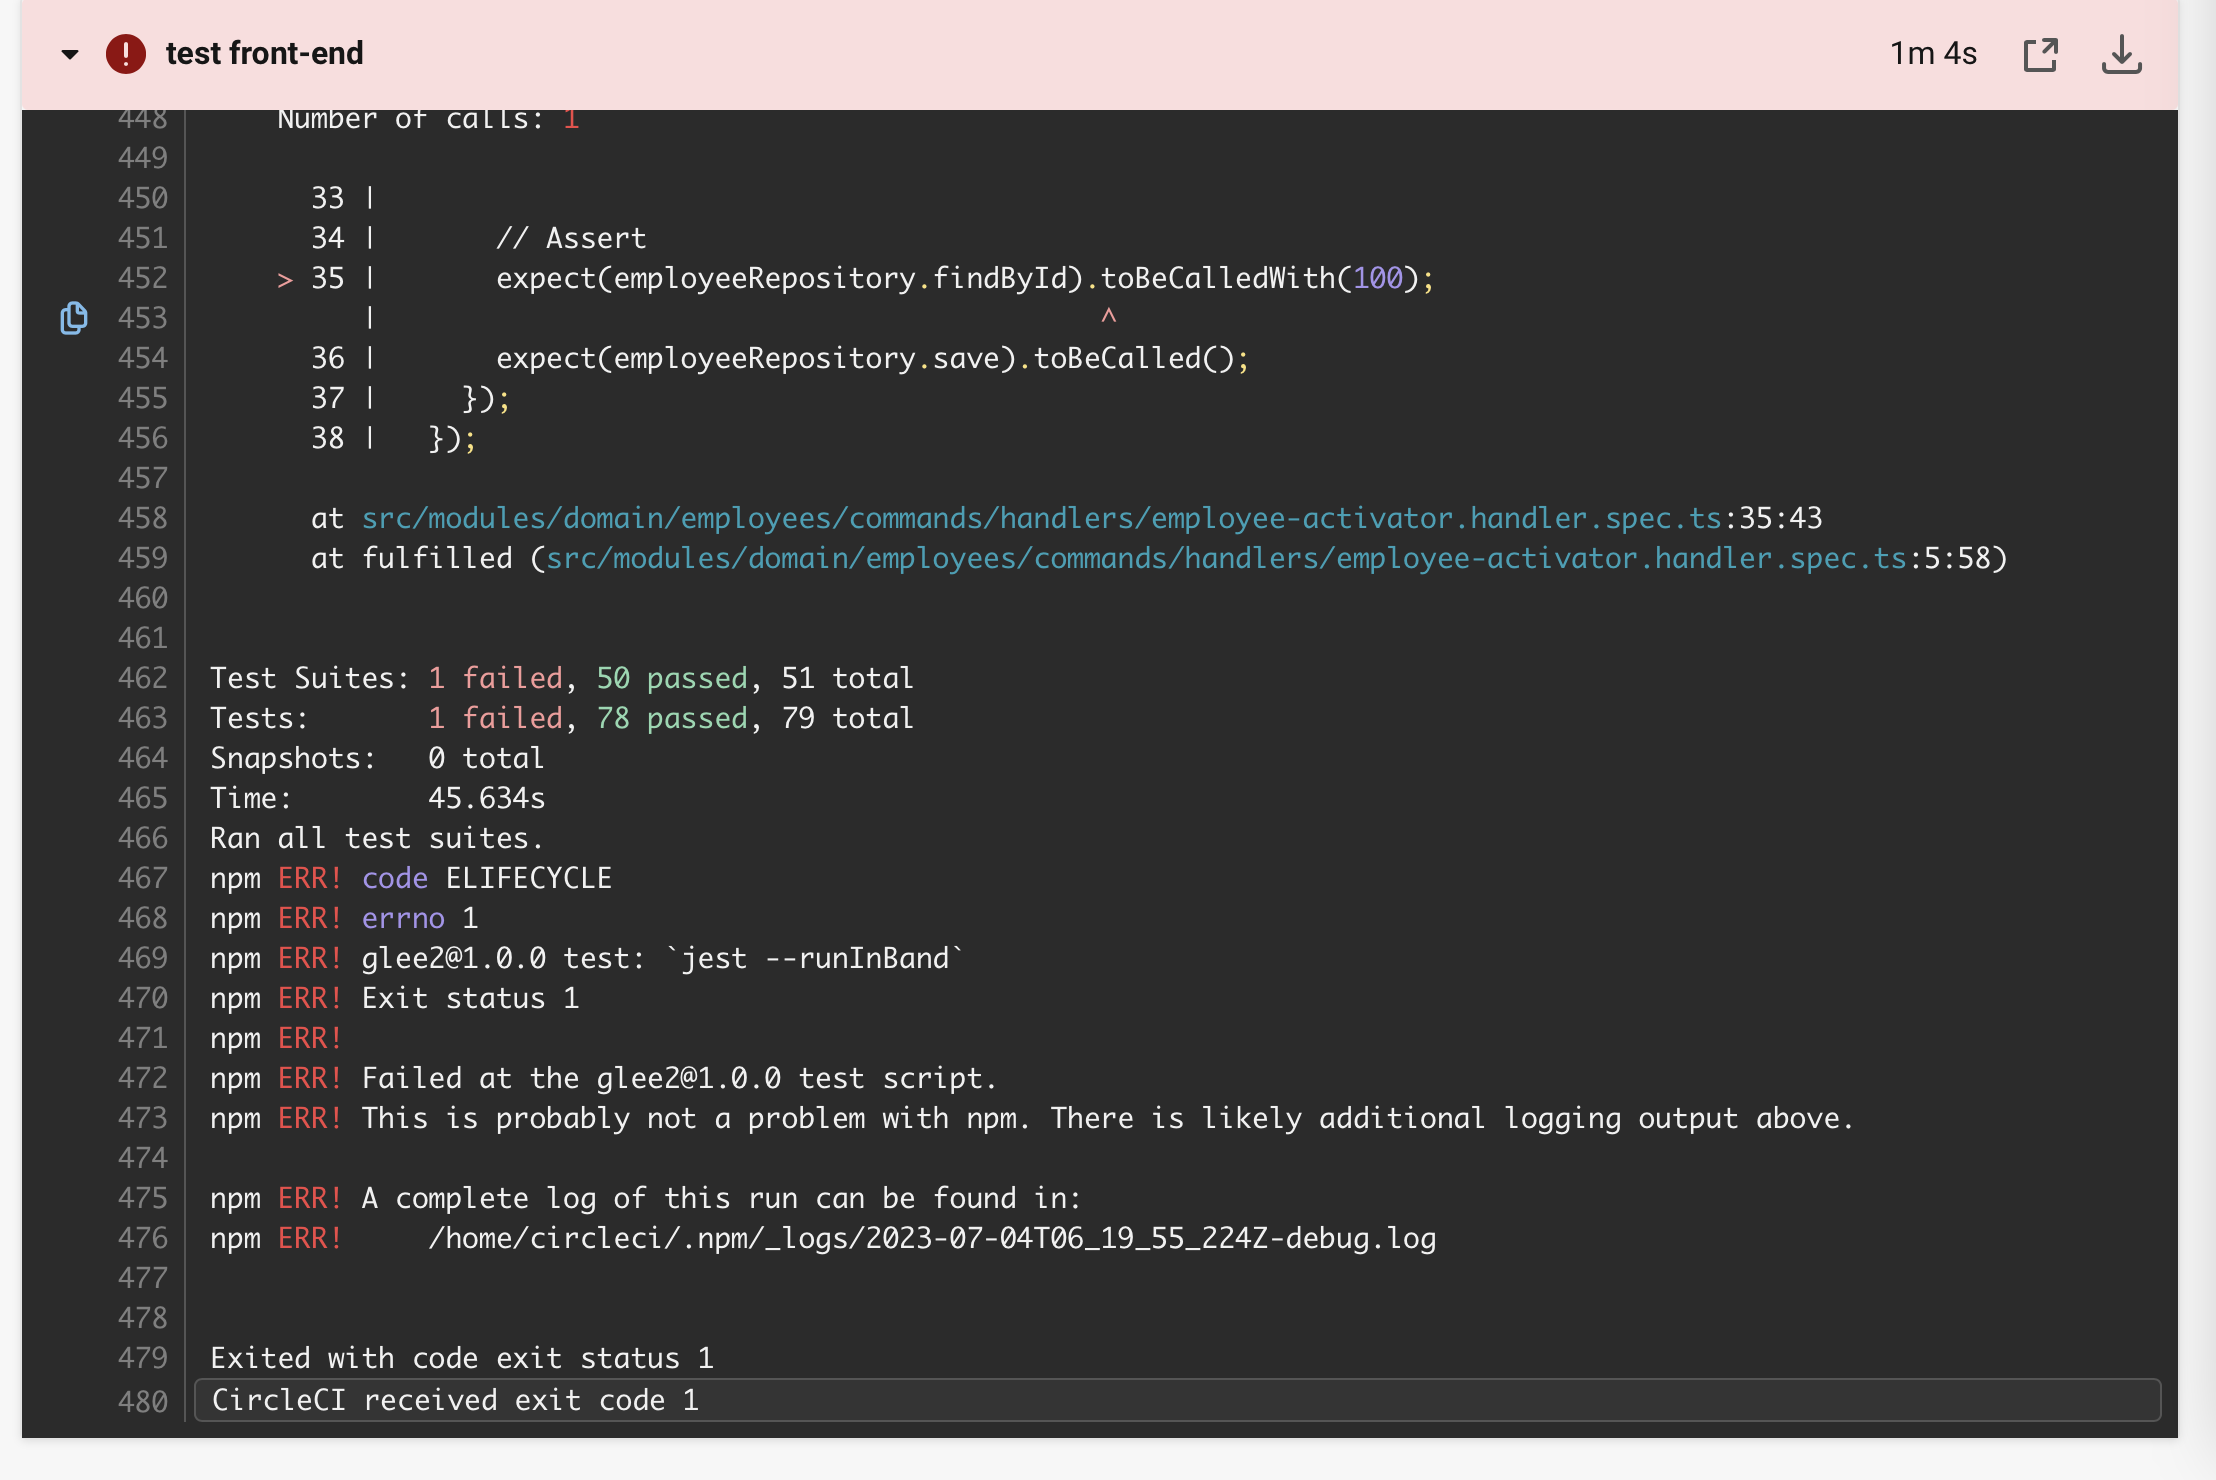 test front-end 1m 4s
448 Number of calls: 1
449
450 33 |
451 34 | // Assert
452 > 35 | expect(employeeRepository.findById).toBeCalledWith(100);
453 | ^
454 36 | expect(employeeRepository.save).toBeCalled();
455 37 | });
456 38 | });
457
458 at src/modules/domain/employees/commands/handlers/employee-activator.handler.spec.ts:35:43
459 at fulfilled (src/modules/domain/employees/commands/handlers/employee-activator.handler.spec.ts:5:58)
460
461
462 Test Suites: 1 failed, 50 passed, 51 total
463 Tests: 1 failed, 78 passed, 79 total
464 Snapshots: 0 total
465 Time: 45.634s
466 Ran all test suites.
467 npm ERR! code ELIFECYCLE
468 npm ERR! errno 1
469 npm ERR! glee2@1.0.0 test: `jest --runInBand`
470 npm ERR! Exit status 1
471 npm ERR!
472 npm ERR! Failed at the glee2@1.0.0 test script.
473 npm ERR! This is probably not a problem with npm. There is likely additional logging output above.
474
475 npm ERR! A complete log of this run can be found in:
476 npm ERR! /home/circleci/.npm/_logs/2023-07-04T06_19_55_224Z-debug.log
477
478
479 Exited with code exit status 1
480 CircleCI received exit code 1